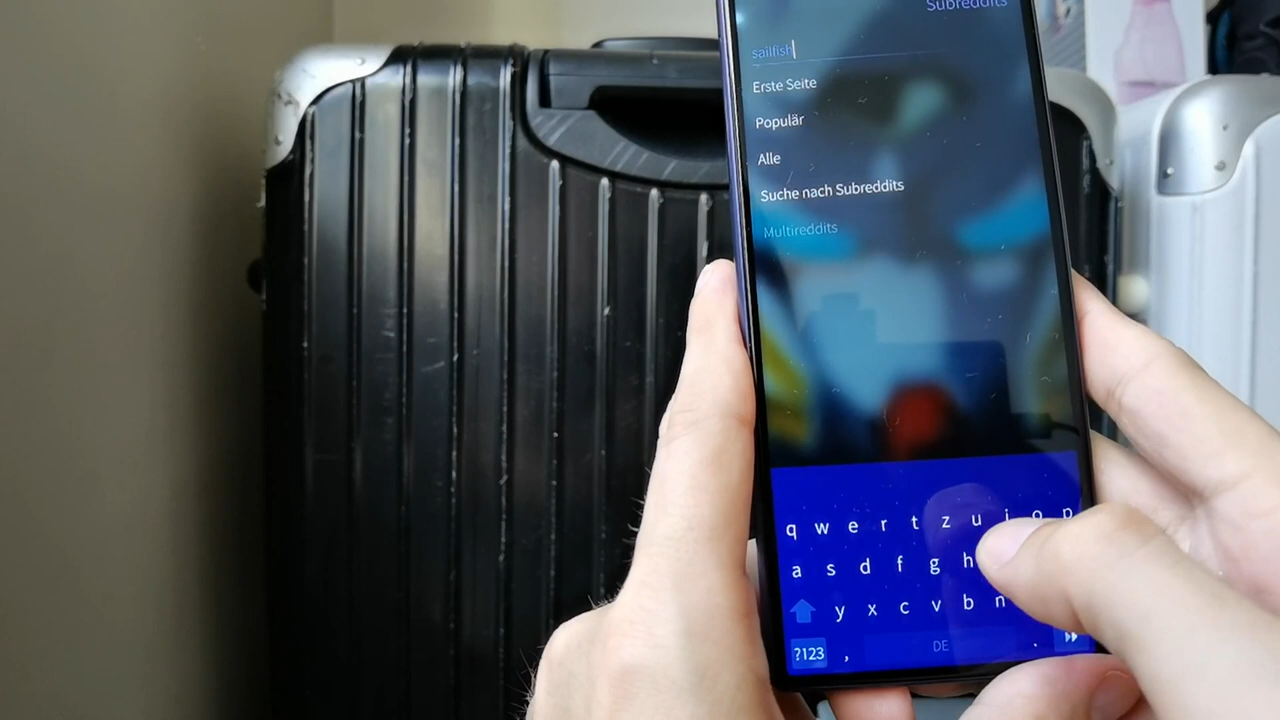 Subreddits
sailfish
Erste Seite
Populär
Alle
Suche nach Subreddits
Multireddits
q w e r t z u i o p
a s d f g h
y x c v b n
?123 , DE .